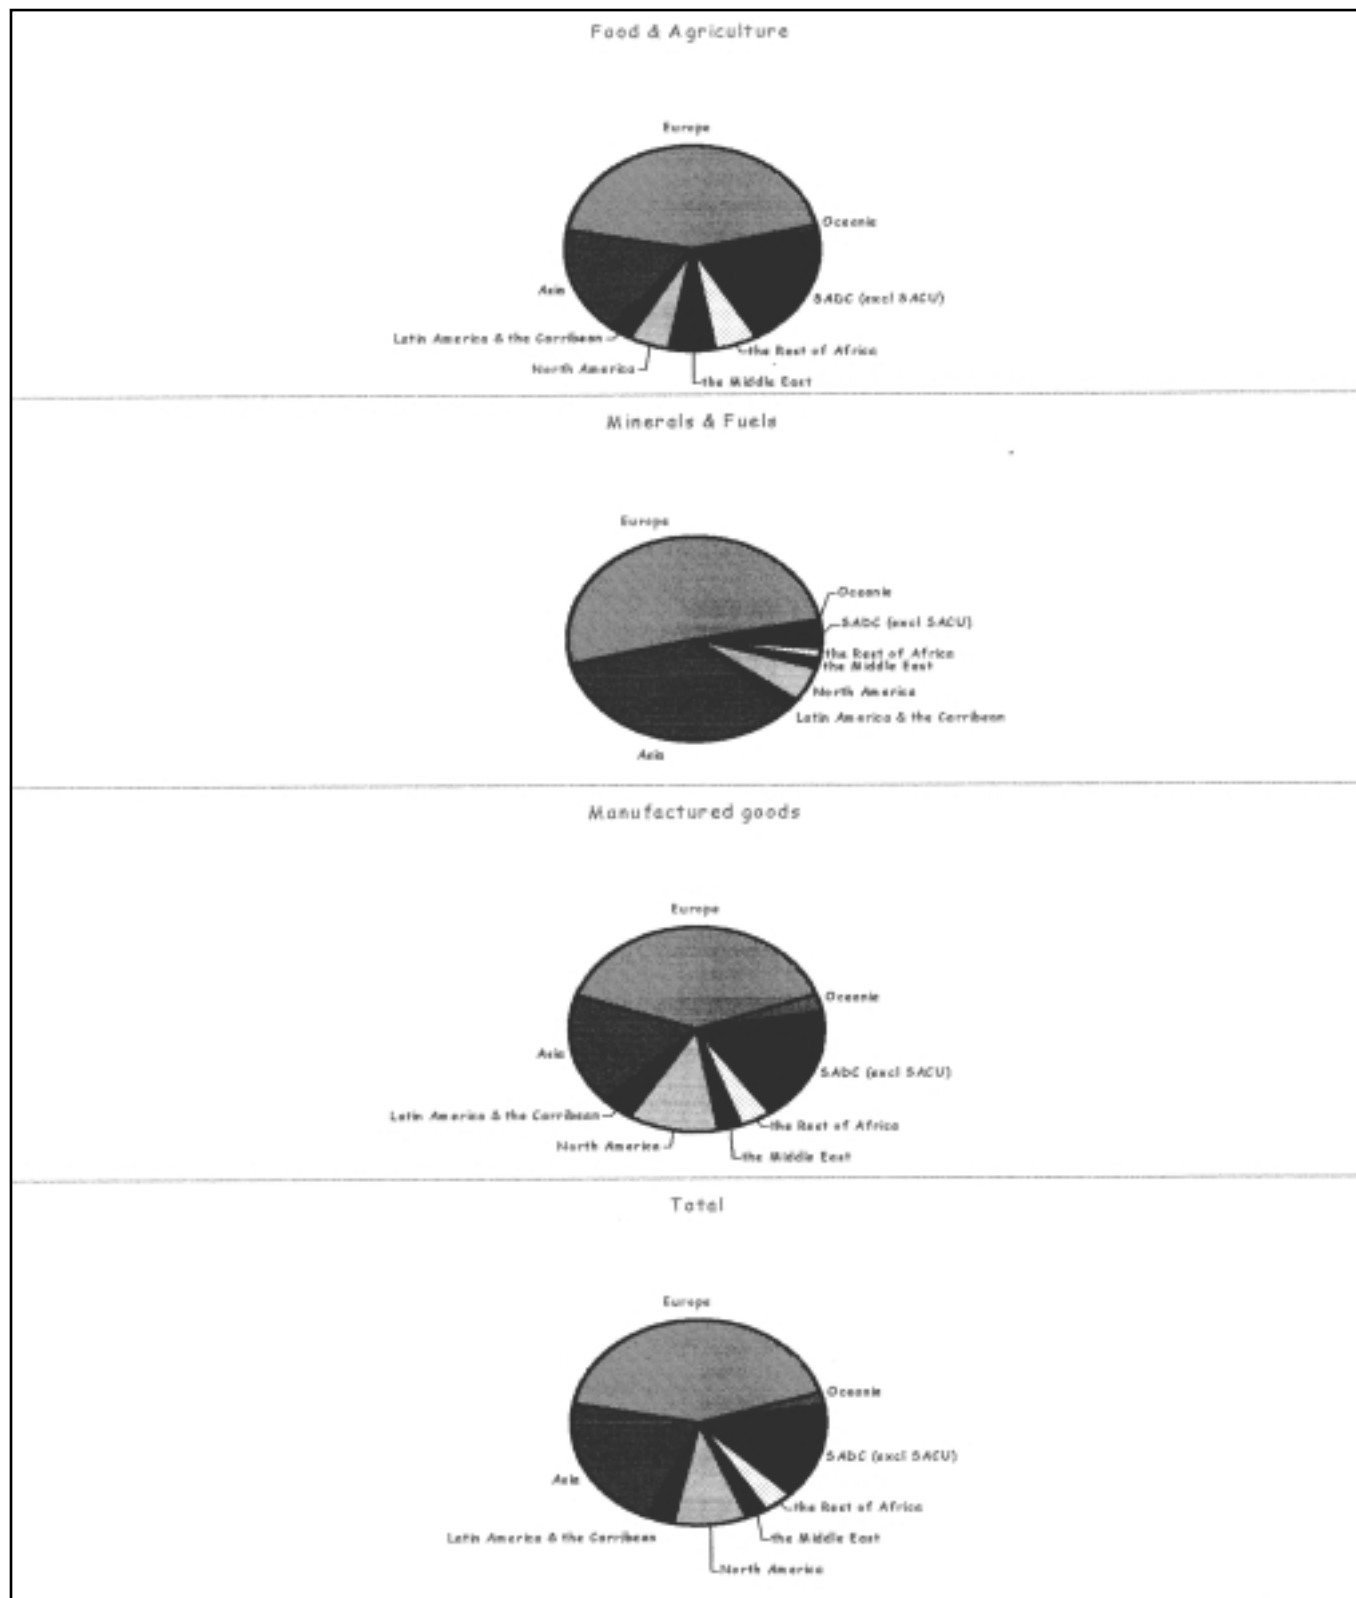 Food & Agriculture
Europe
Oceania
Asia
SADC (excl SACU)
Latin America & the Carribean
the Rest of Africa
North America
the Middle East
Minerals & Fuels
Europe
Oceania
SADC (excl SACU)
the Rest of Africa
the Middle East
North America
Latin America & the Carribean
Asia
Manufactured goods
Europe
Oceania
Asia
SADC (excl SACU)
Latin America & the Carribean
the Rest of Africa
North America
the Middle East
Total
Europe
Oceania
SADC (excl SACU)
Asia
the Rest of Africa
Latin America & the Carribean
the Middle East
North America